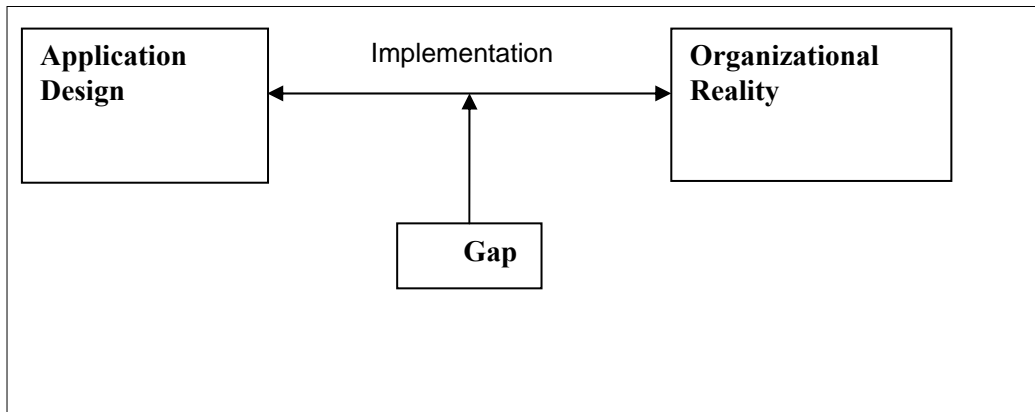 Application
Design
Implementation
Organizational
Reality
Gap